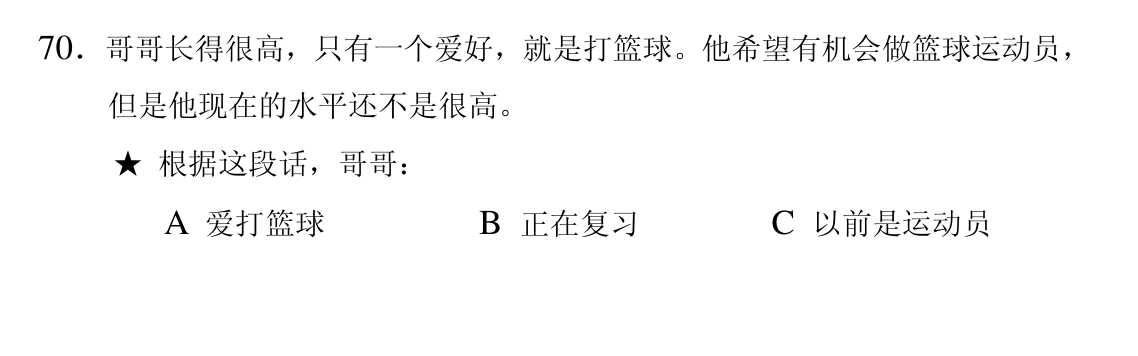 70．哥哥长得很高，只有一个爱好，就是打篮球。他希望有机会做篮球运动员，
但是他现在的水平还不是很高。
★ 根据这段话，哥哥：
A 爱打篮球 B 正在复习 C 以前是运动员